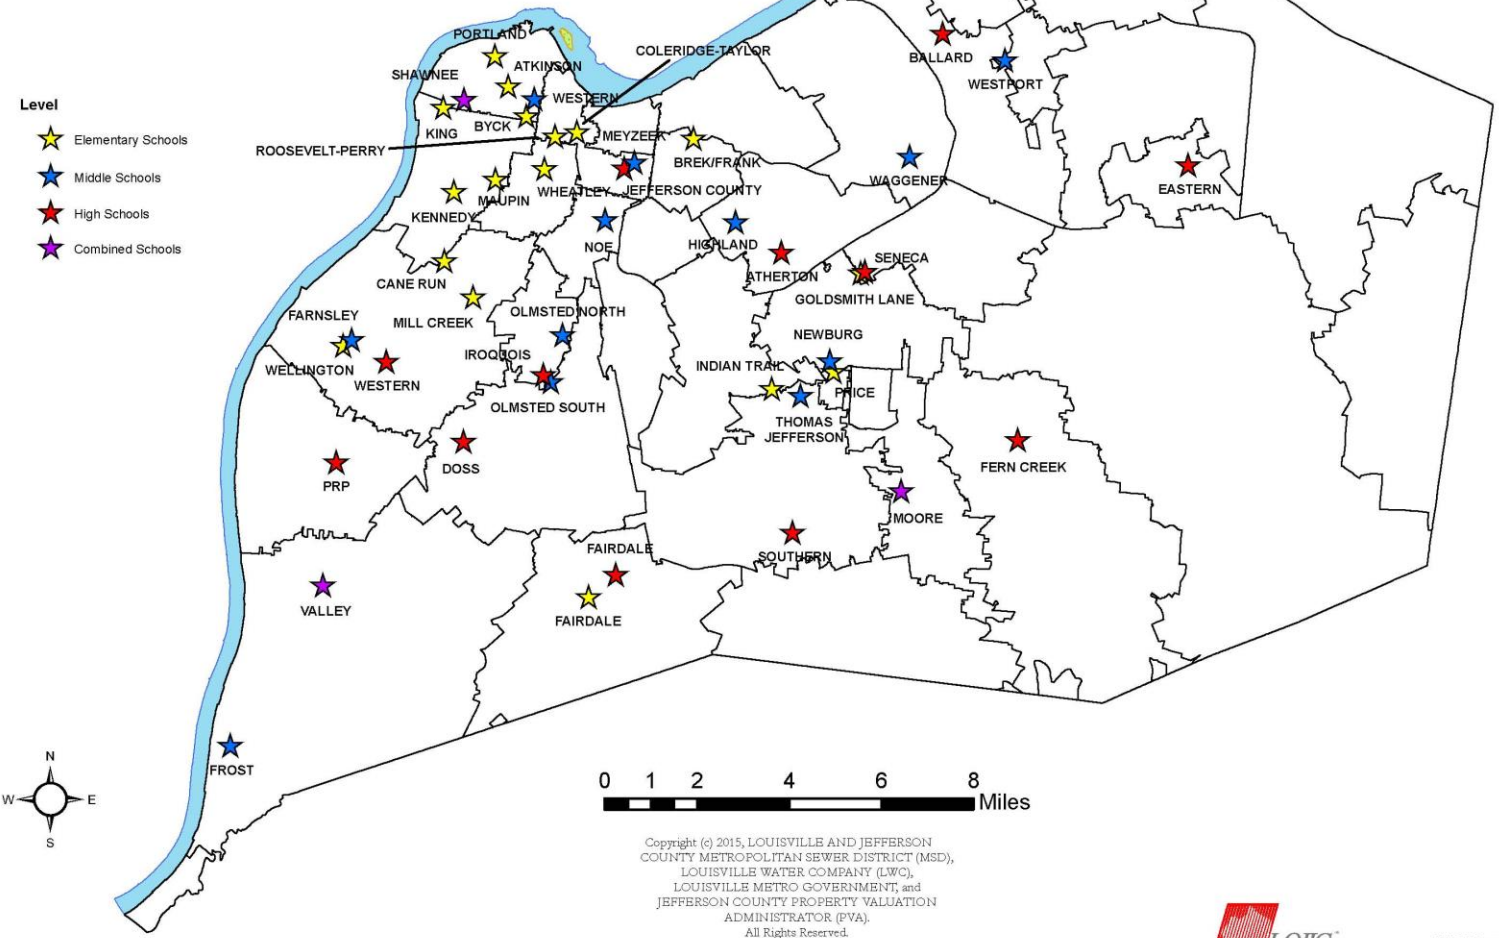 PORTLAND
COLERIDGE-TAYLOR
BALLARD
SHAWNEE
ATKINSON
WESTPORT
Level
WESTERN
KING
BYCK
MEYZEEK
Elementary Schools
ROOSEVELT-PERRY
BREK/FRANK
Middle Schools
WAGGENER
WHEATLEY
JEFFERSON COUNTY
EASTERN
MAUPIN
High Schools
KENNEDY
Combined Schools
NOE
HIGHLAND
SENECA
CANE RUN
ATHERTON
GOLDSMITH LANE
FARNSLEY
OLMSTED NORTH
MILL CREEK
NEWBURG
IROQUOIS
INDIAN TRAIL
WELLINGTON
WESTERN
PRICE
OLMSTED SOUTH
THOMAS
JEFFERSON
DOSS
FERN CREEK
PRP
MOORE
FAIRDALE
SOUTHERN
VALLEY
FAIRDALE
N
FROST
W E
S
0 1 2 4 6 8
Miles
Copyright (c) 2015, LOUISVILLE AND JEFFERSON
COUNTY METROPOLITAN SEWER DISTRICT (MSD),
LOUISVILLE WATER COMPANY (LWC),
LOUISVILLE METRO GOVERNMENT, and
JEFFERSON COUNTY PROPERTY VALUATION
ADMINISTRATOR (PVA).
All Rights Reserved.